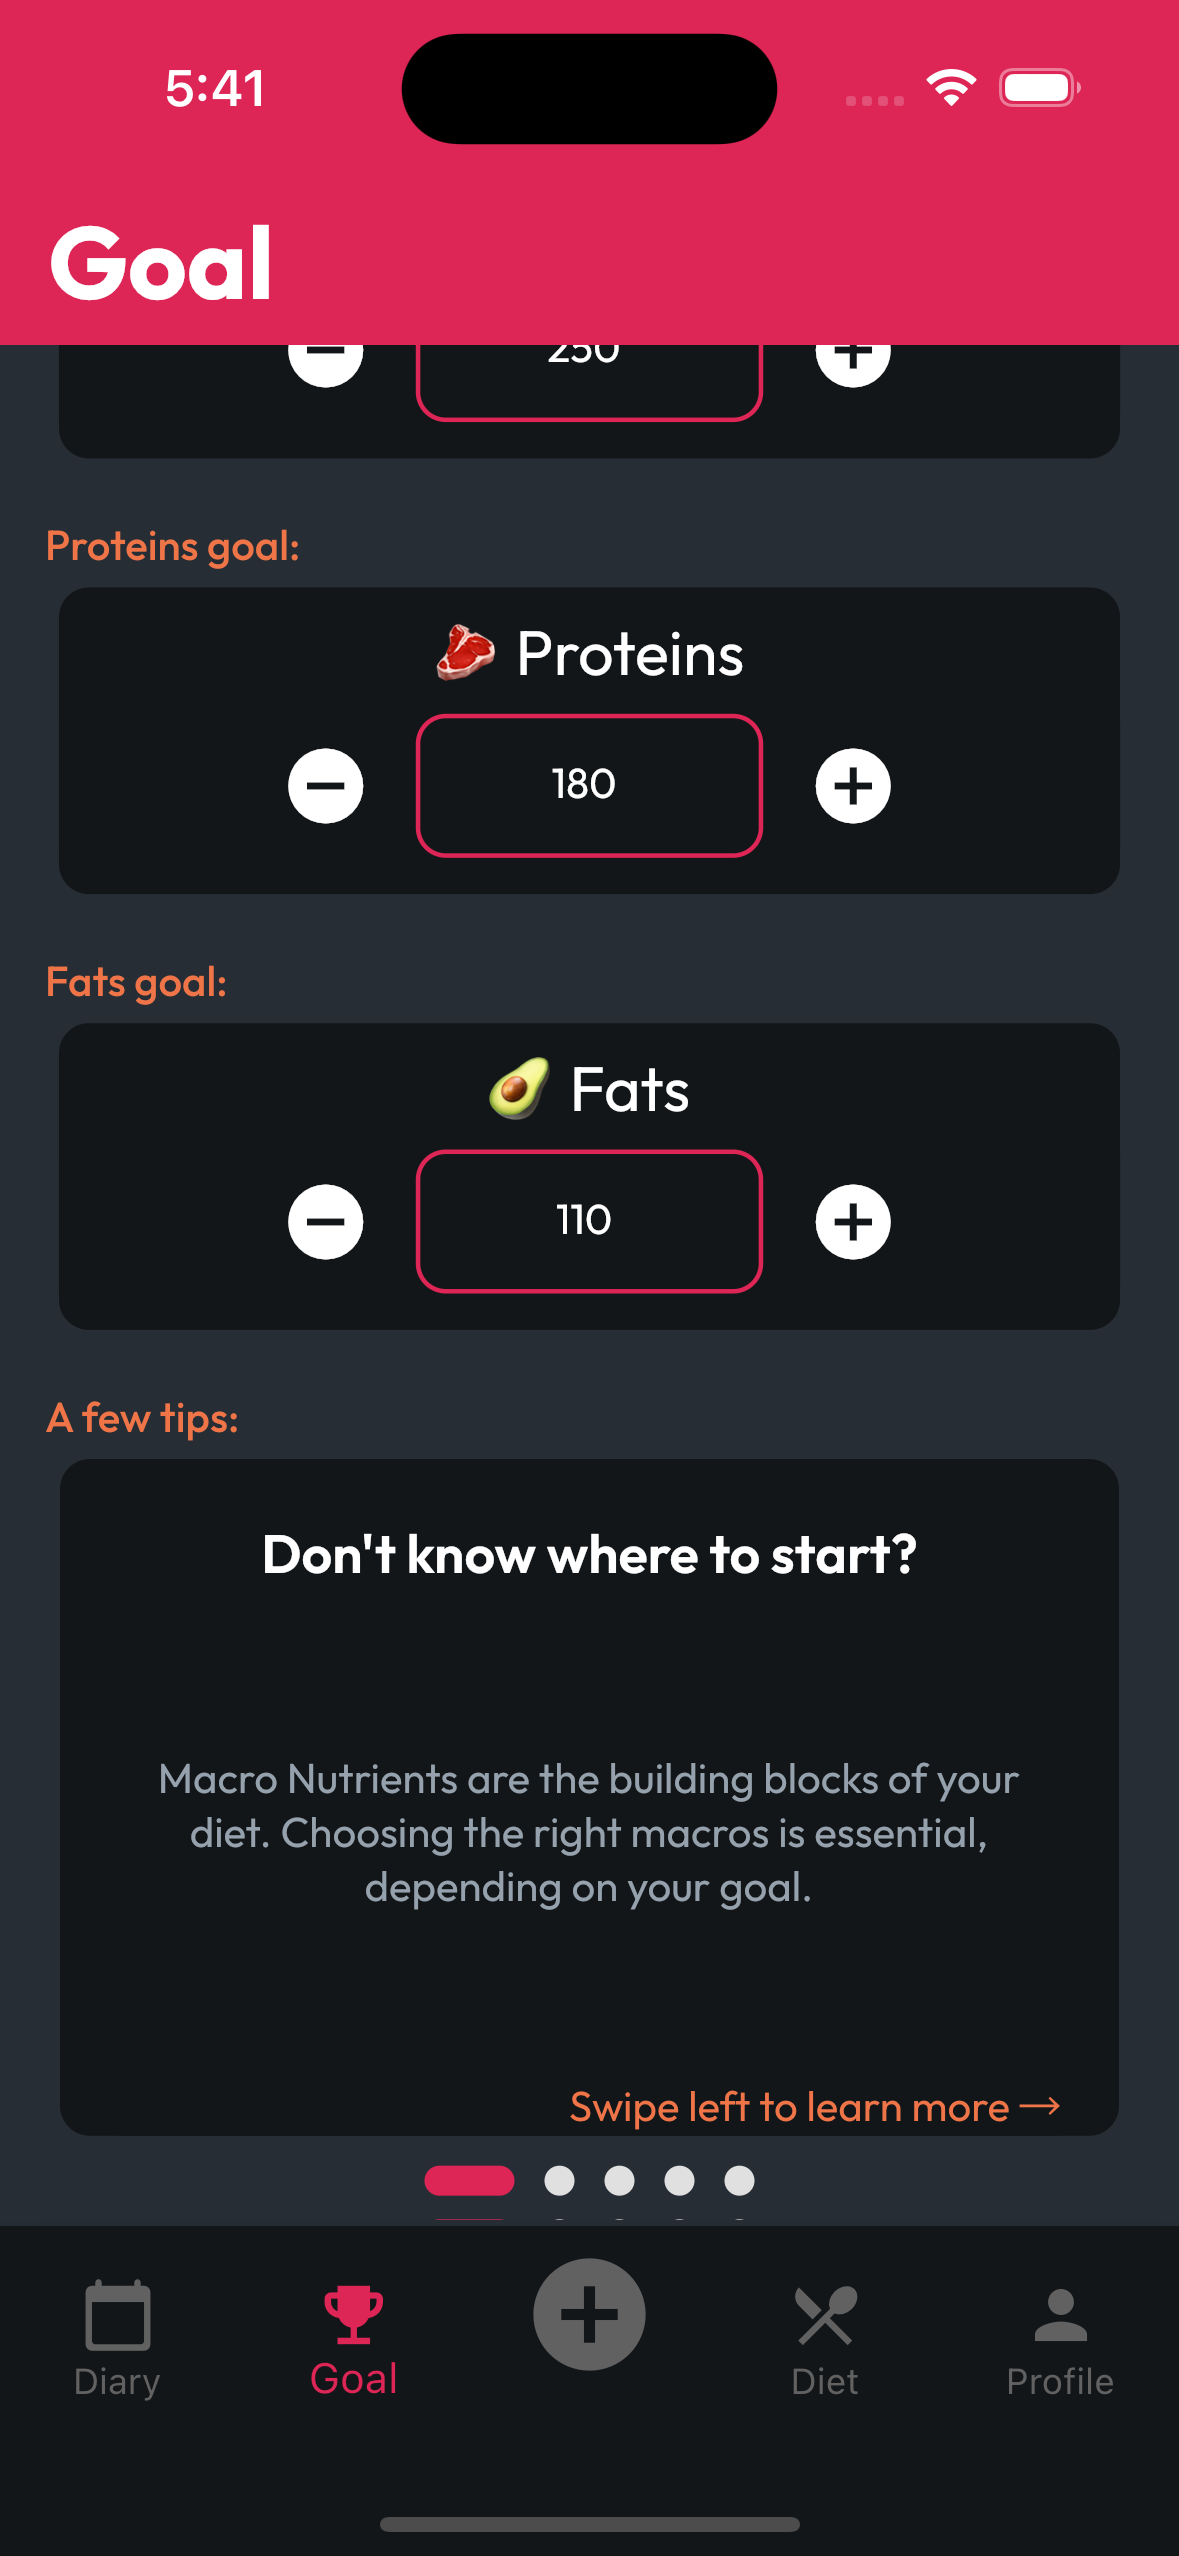 5:41
Goal
250
Proteins goal:
Proteins
180
Fats goal:
Fats
110
A few tips:
Don't know where to start?
Macro Nutrients are the building blocks of your
diet. Choosing the right macros is essential,
depending on your goal.
Swipe left to learn more →
Diary
Goal
Diet
Profile